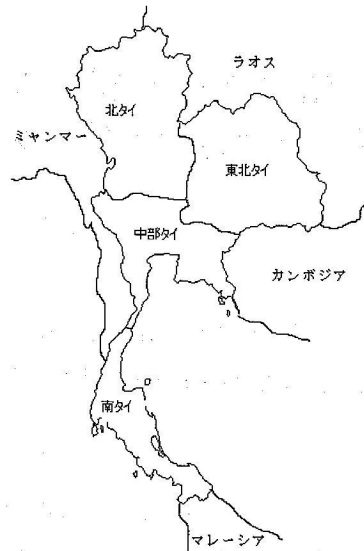 ラオス
北タイ
ミャンマー
東北タイ
中部タイ
カンボジア
南タイ
マレーシア